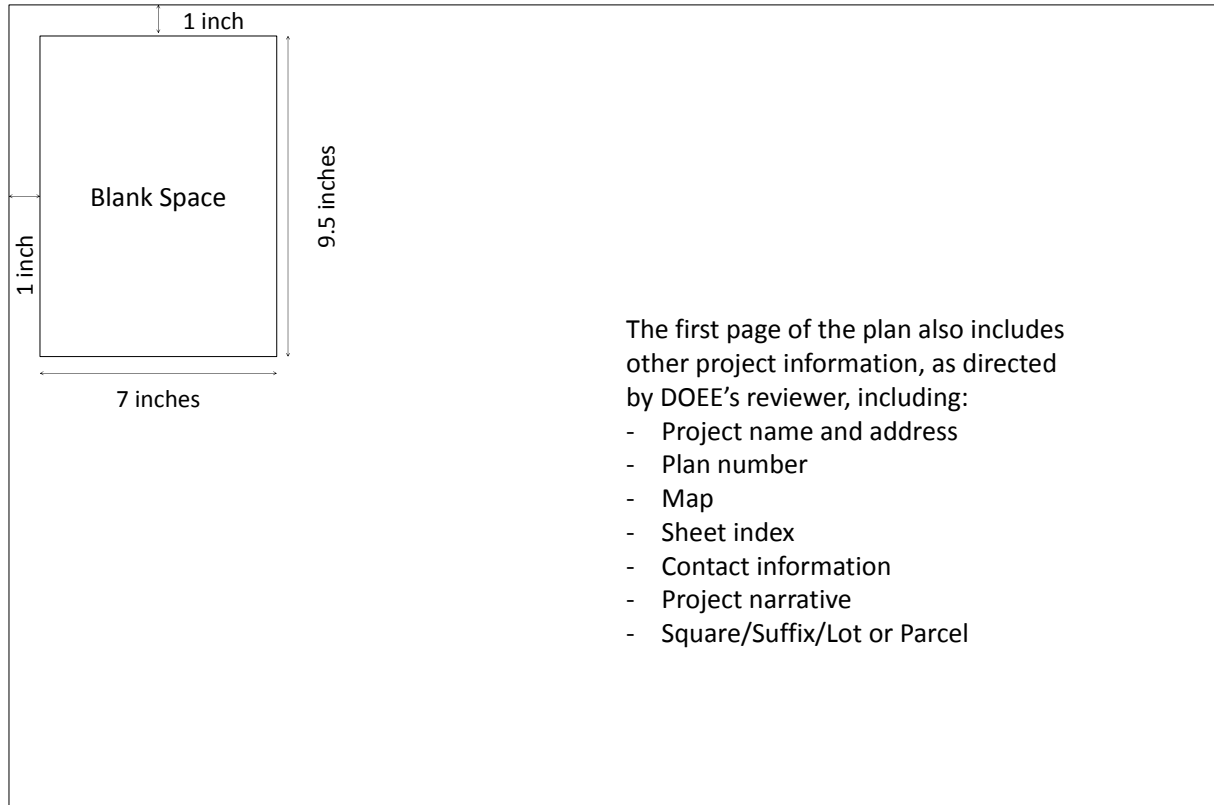 1 inch
Blank Space
9.5 inches
1 inch
7 inches
The first page of the plan also includes
other project information, as directed
by DOEE's reviewer, including:
- Project name and address
- Plan number
- Map
- Sheet index
- Contact information
- Project narrative
- Square/Suffix/Lot or Parcel